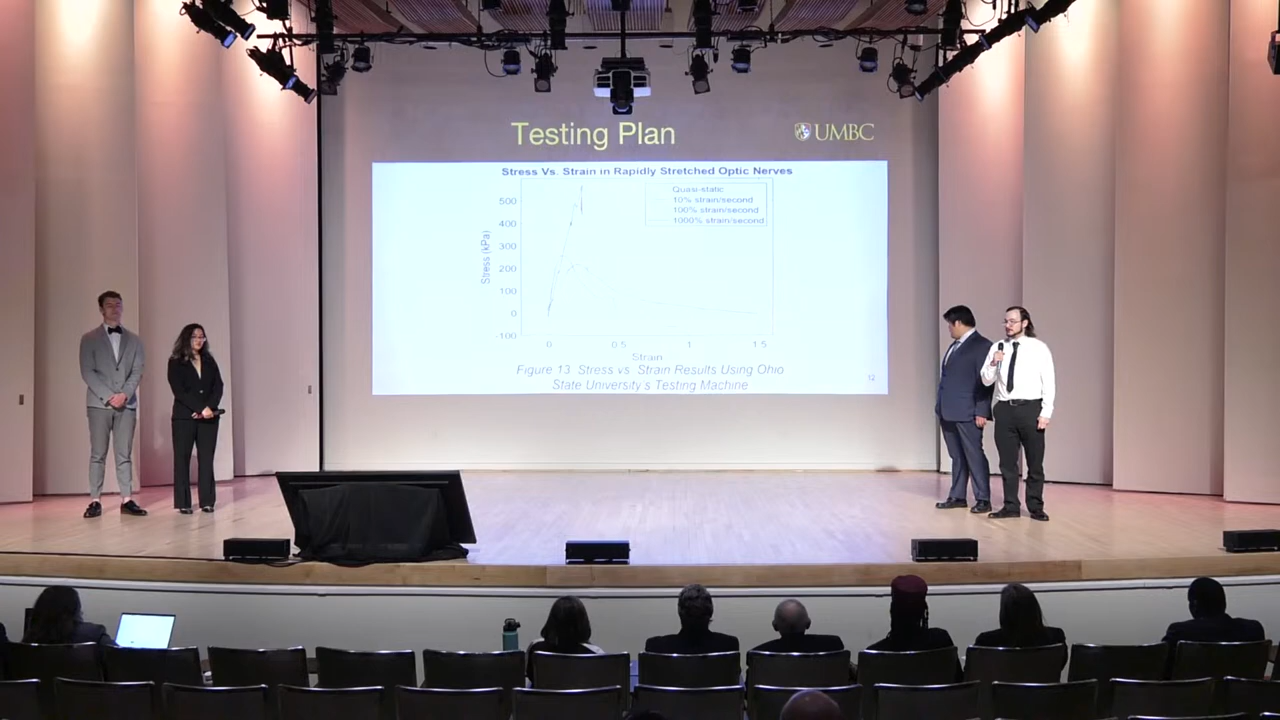 Testing Plan
UMBC
Stress Vs. Strain in Rapidly Stretched Optic Nerves
Quasi-static
10% strain/second
100% strain/second
1000% strain/second
500
400
300
200
100
0
-100
Stress (kPa)
0 0 5 1 1 5
Strain
Figure 13 Stress vs Strain Results Using Ohio
State University s Testing Machine
12